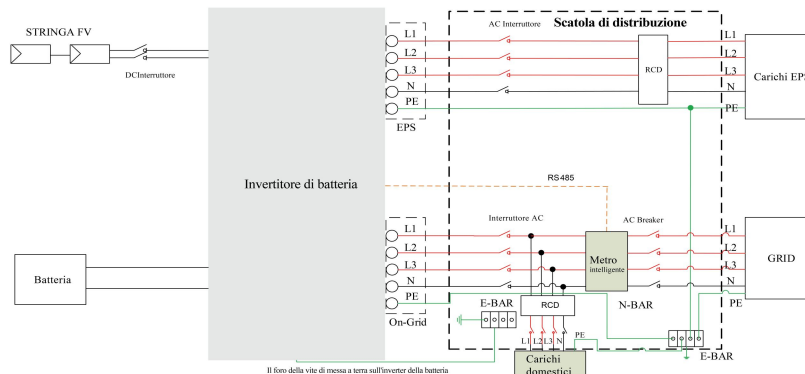 STRINGA FV
DCInterruttore
Invertitore di batteria
Batteria
L1
L2
L3
N
PE
EPS
AC Interruttore
Scatola di distribuzione
RCD
L1
L2
L3
N
PE
Carichi EPS
RS485
L1
L2
L3
N
PE
On-Grid
Interruttore AC
AC Breaker
Metro
intelligente
L1
L2
L3
N
PE
GRID
E-BAR
RCD
N-BAR
L1 L2 L3 N
PE
E-BAR
Carichi
domestici
Il foro della vite di messa a terra sull'inverter della batteria